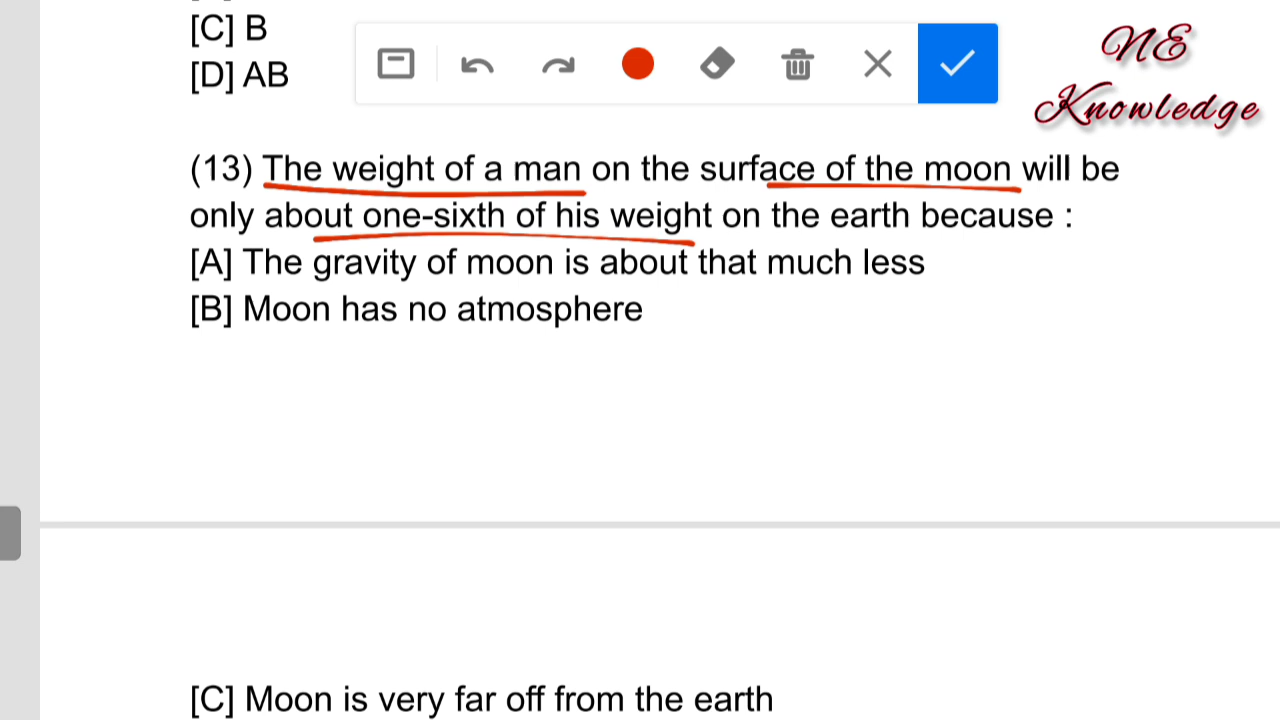 [C] B
[D] AB
NE
Knowledge
(13) The weight of a man on the surface of the moon will be
only about one-sixth of his weight on the earth because :
[A] The gravity of moon is about that much less
[B] Moon has no atmosphere
[C] Moon is very far off from the earth